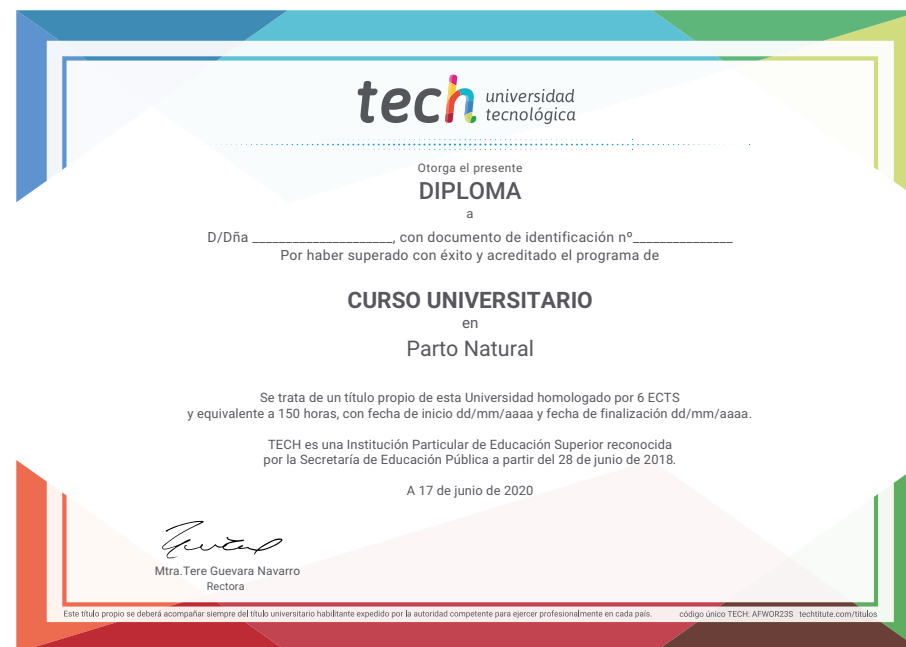 tech universidad
tecnológica
Otorga el presente
DIPLOMA
a
D/Dña _____________________, con documento de identificación nº_______________
Por haber superado con éxito y acreditado el programa de
CURSO UNIVERSITARIO
en
Parto Natural
Se trata de un título propio de esta Universidad homologado por 6 ECTS
y equivalente a 150 horas, con fecha de inicio dd/mm/aaaa y fecha de finalización dd/mm/aaaa.
TECH es una Institución Particular de Educación Superior reconocida
por la Secretaría de Educación Pública a partir del 28 de junio de 2018.
A 17 de junio de 2020
Mtra.Tere Guevara Navarro
Rectora
Este título propio se deberá acompañar siempre del título universitario habilitante expedido por la autoridad competente para ejercer profesionalmente en cada país. código único TECH: AFWOR23S techtitute.com/titulos